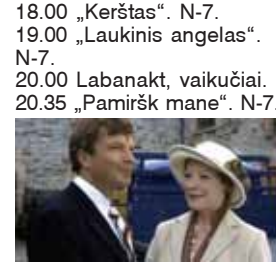 18.00 „Kerštas“. N-7.
19.00 „Laukinis angelas“.
N-7.
20.00 Labanakt, vaikučiai.
20.35 „Pamiršk mane“. N-7.